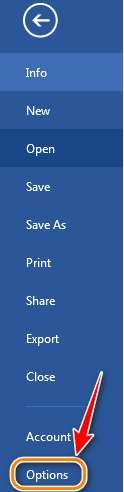 Info
New
Open
Save
Save As
Print
Share
Export
Close
Account
Options